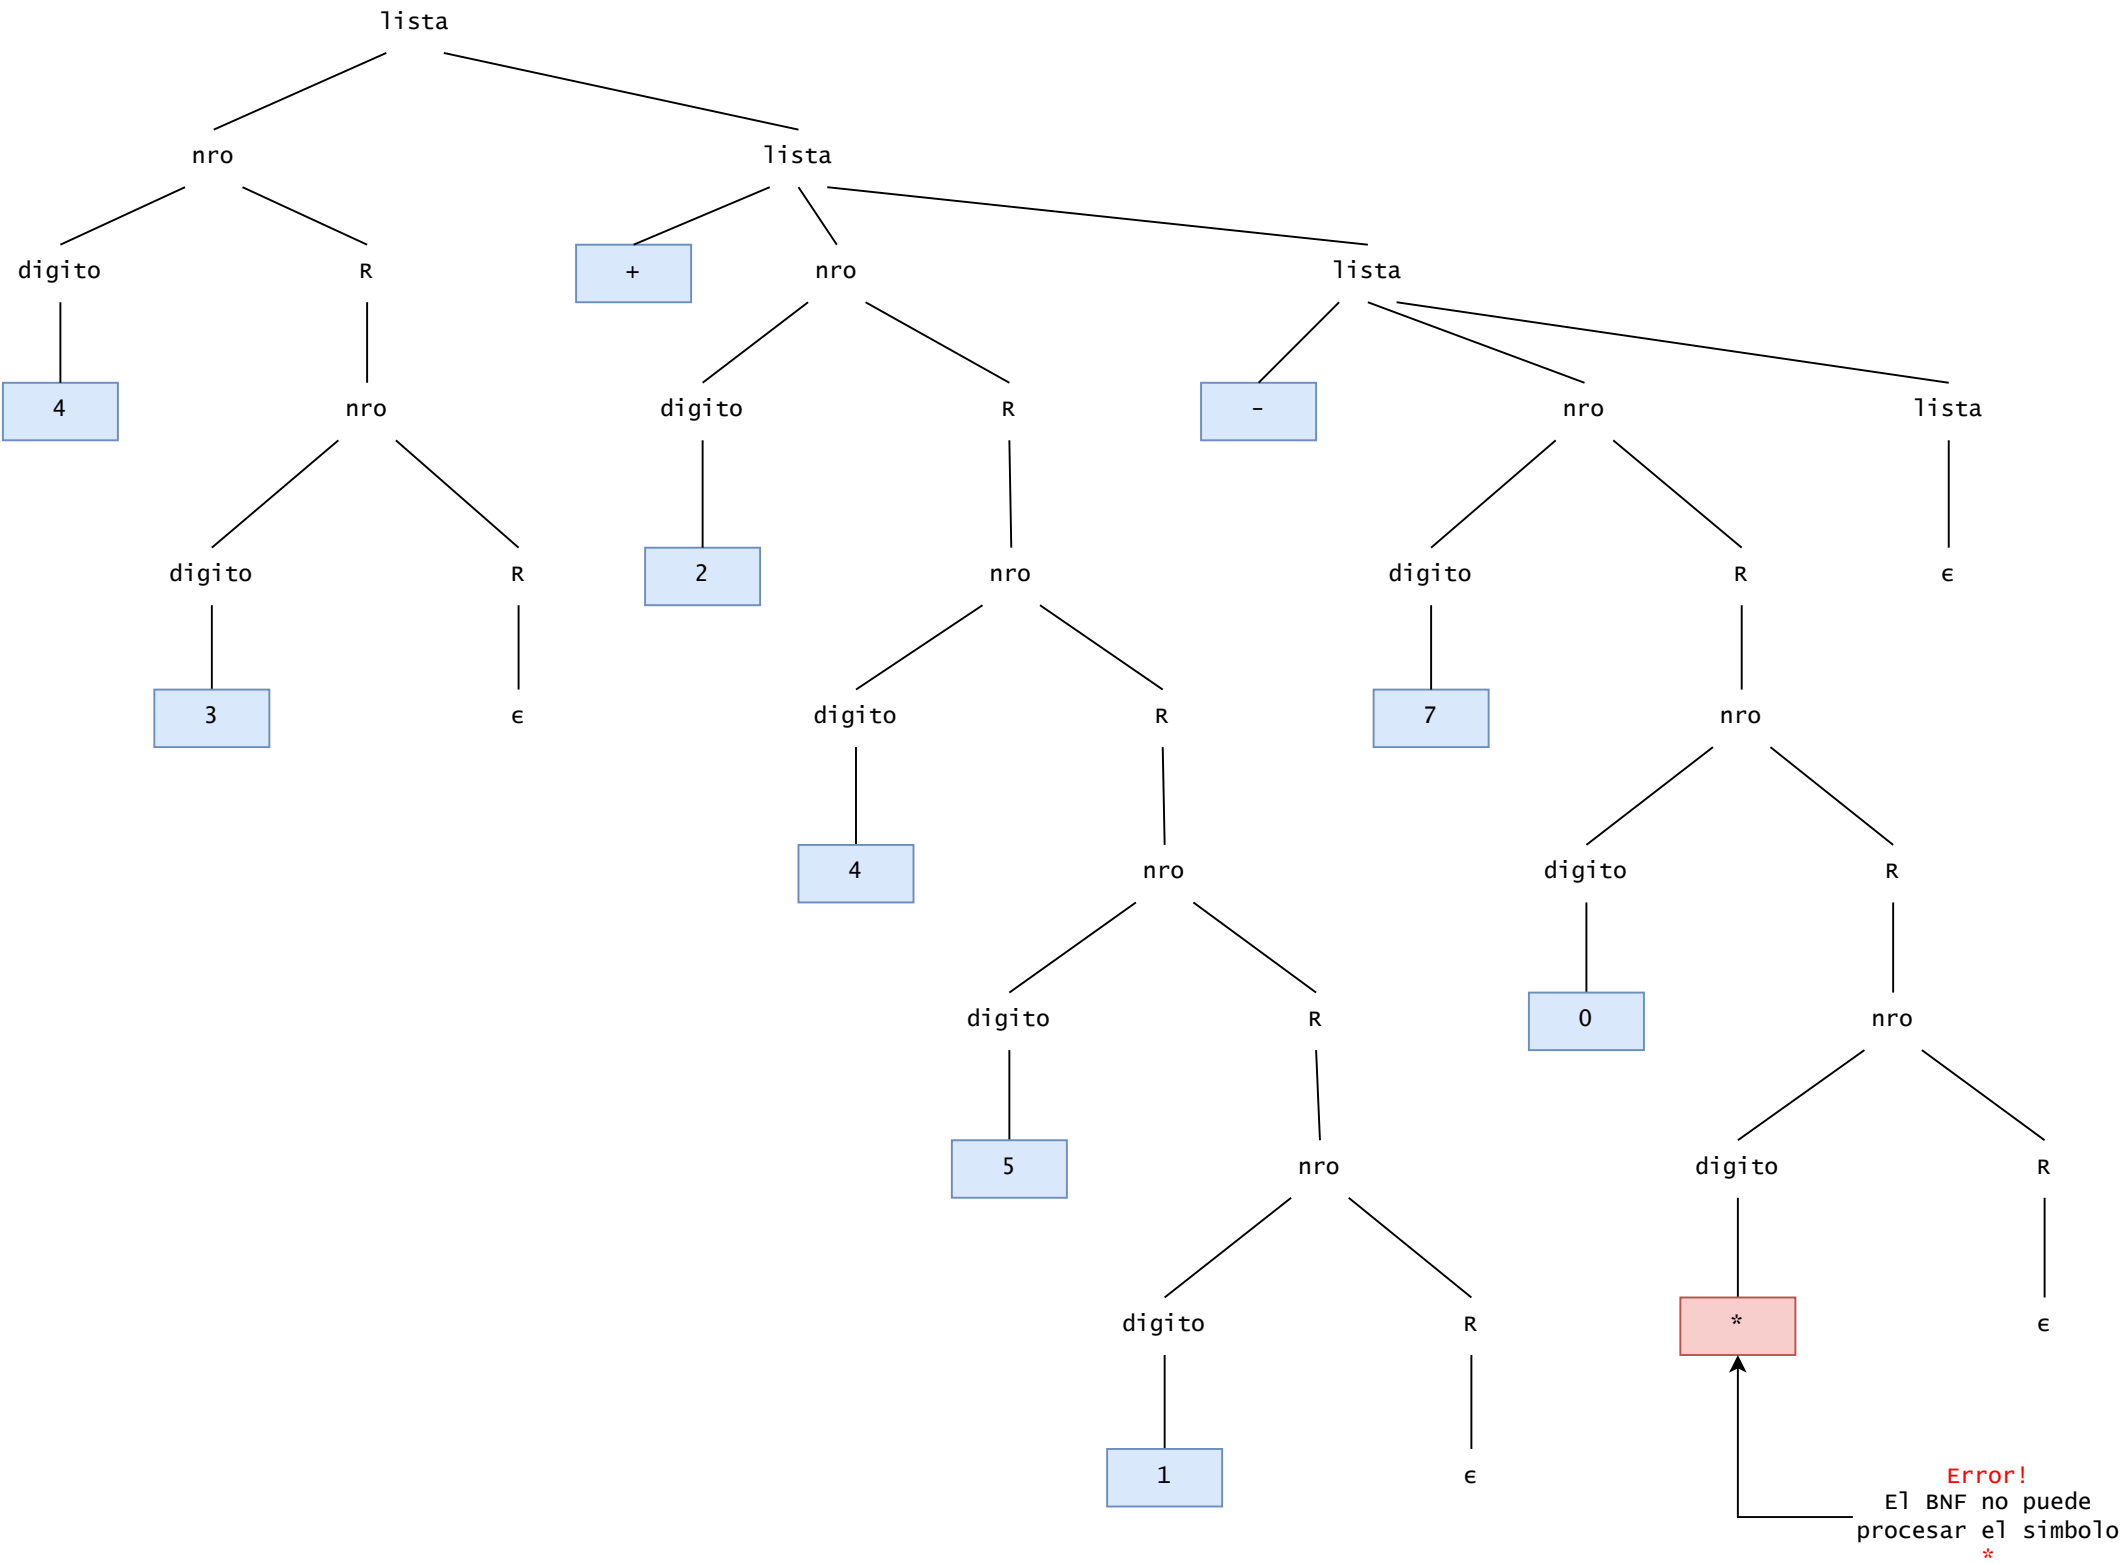 lista
nro lista
digito R + nro lista
4 nro digito R - nro lista
digito R 2 nro digito R ϵ
3 ϵ digito R 7 nro
4 nro digito R
digito R 0 nro
5 nro digito R
digito R * ϵ
1 ϵ Error!
El BNF no puede
procesar el simbolo
*